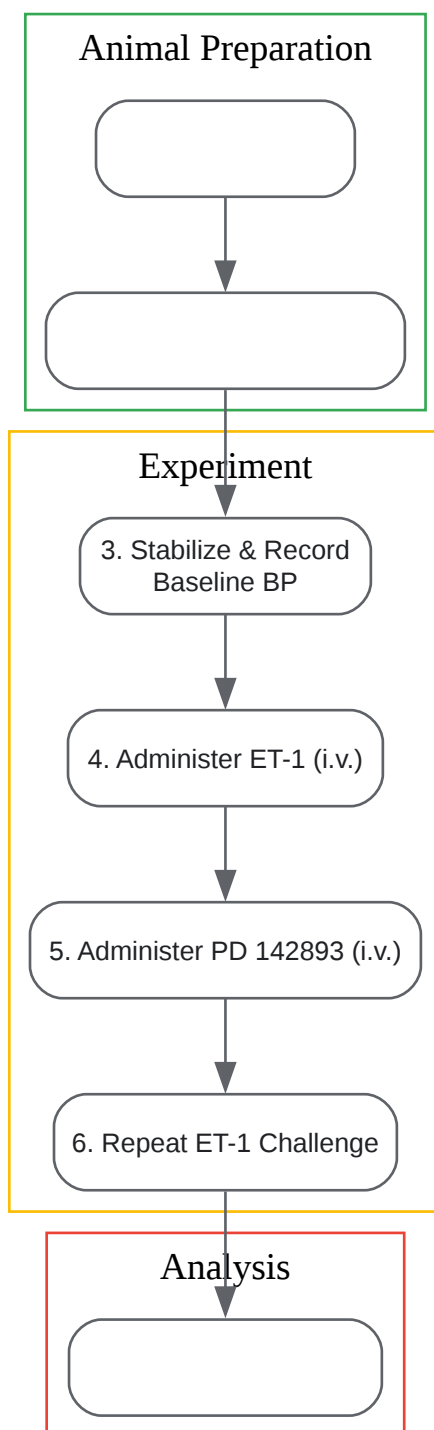 Animal Preparation
Experiment
3. Stabilize & Record
Baseline BP
4. Administer ET-1 (i.v.)
5. Administer PD 142893 (i.v.)
6. Repeat ET-1 Challenge
Analysis